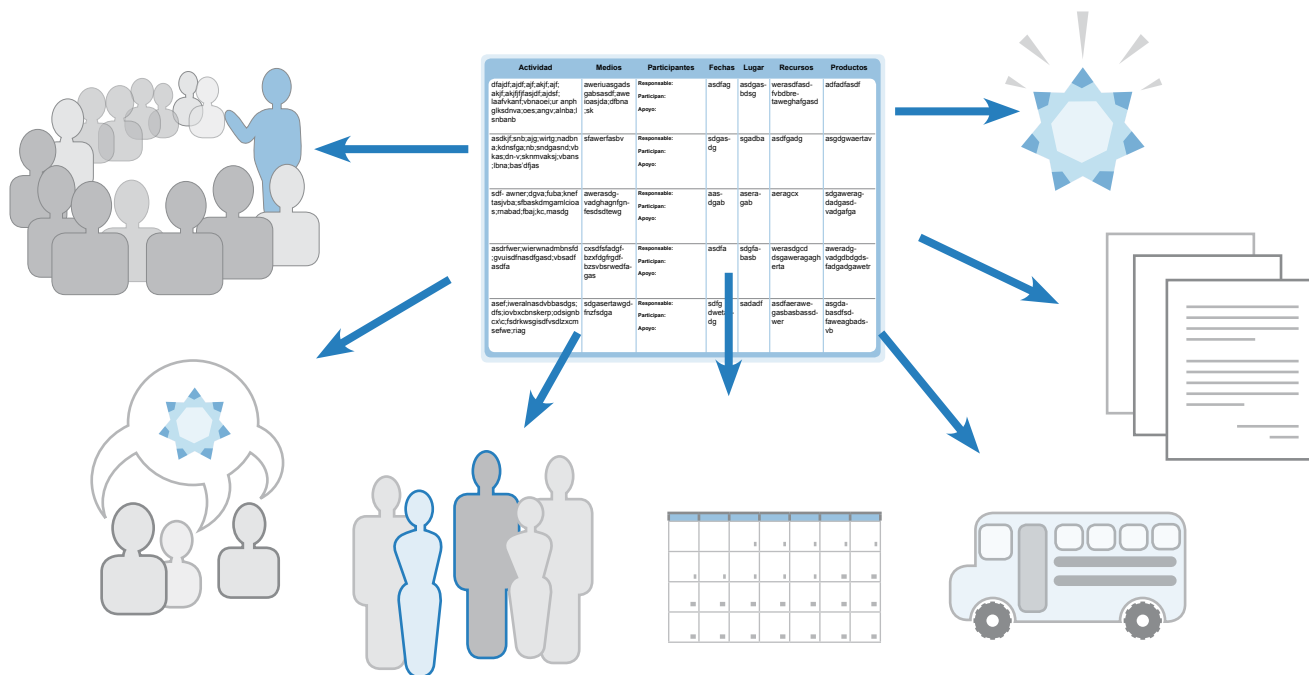 Actividad Medios Participantes Fechas Lugar Recursos Productos
dfajdf;ajdf;ajf;akjf;ajf;
akjf;akjfjfjfasjdf;ajdsf;
laafvkanf;vbnaoei;ur anph
glksdnva;oes;angv;alnba;l
snbanb
aweriuasgads
gabsasdf;awe
ioasjda;dfbna
;sk
Responsable:
Participan:
Apoyo:
asdfag
asdgas-
bdsg
werasdfasd-
fvbdbre-
taweghafgasd
adfadfasdf
asdkjf;snb;ajg;wirtg;nadbn
a;kdnsfga;nb;sndgasnd;vb
kas;dn-v;sknmvaksj;vbans
;lbna;bas'dfjas
sfawerfasbv
Responsable:
Participan:
Apoyo:
sdgas-
dg
sgadba
asdfgadg
asgdgwaertav
sdf- awner;dgva;fuba;knef
tasjvba;sfbaskdmgamlcioa
s;mabad;fbaj;kc,masdg
awerasdg-
vadghagnfgn-
fesdsdtewg
Responsable:
Participan:
Apoyo:
aas-
dgab
asera-
gab
aeragcx
sdgawerag-
dadgasd-
vadgafga
asdrfwer;wierwnadmbnsfd
;gvuisdfnasdfgasd;vbsadf
asdfa
cxsdfsfadgf-
bzxfdgfrgdf-
bzsvbsrwedfa-
gas
Responsable:
Participan:
Apoyo:
asdfa
sdgfa-
basb
werasdgcd
dsgaweragagh
erta
aweradg-
vadgdbdgds-
fadgadgawetr
asef;iweralnasdvbbasdgs;
dfs;iovbxcbnskerp;odsignb
cx\c;fsdrkwsgisdfvsdlzxcm
sefwe;riag
sdgasertawgd-
fnzfsdga
Responsable:
Participan:
Apoyo:
sdfg
dg
sadadf
asdfaerawe-
gasbasbassd-
wer
asgda-
basdfsd-
faweagbads-
vb